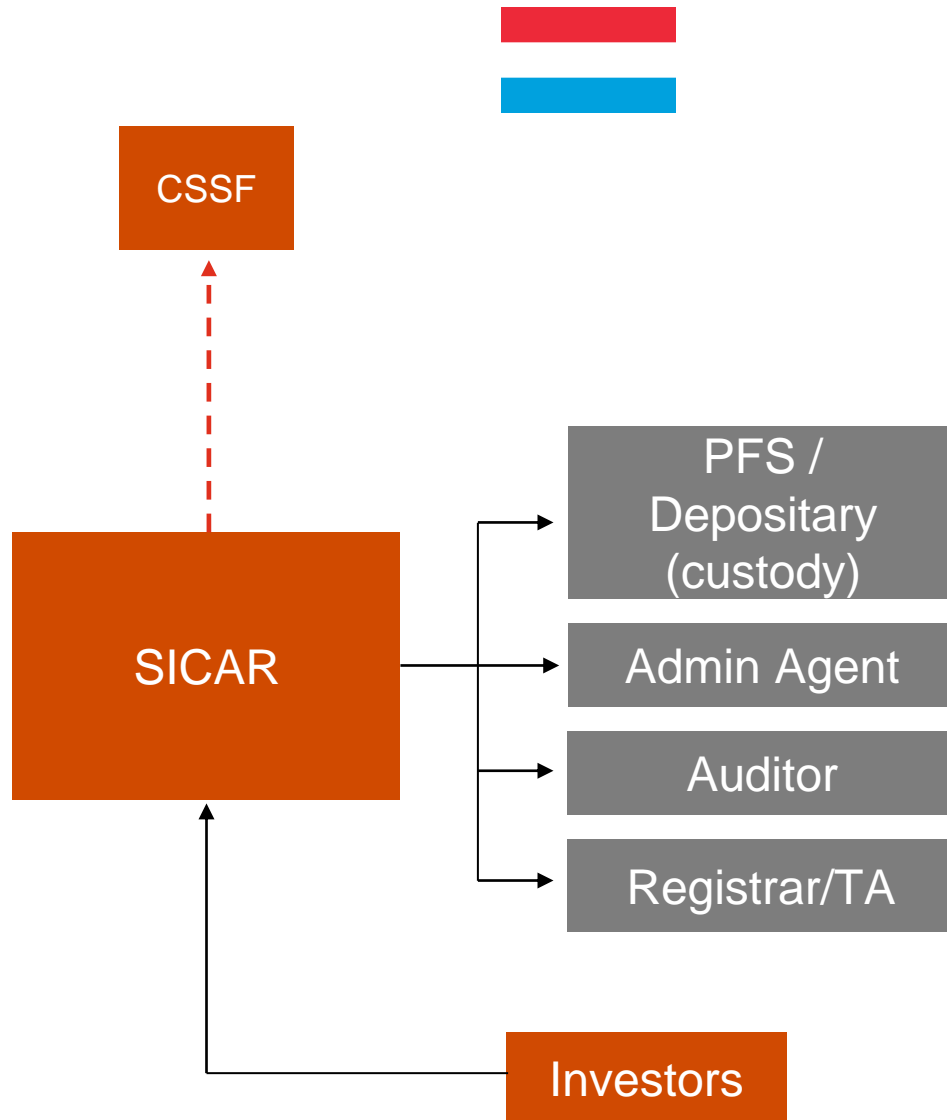 CSSF
PFS /
Depositary
(custody)
SICAR
Admin Agent
Auditor
Registrar/TA
Investors